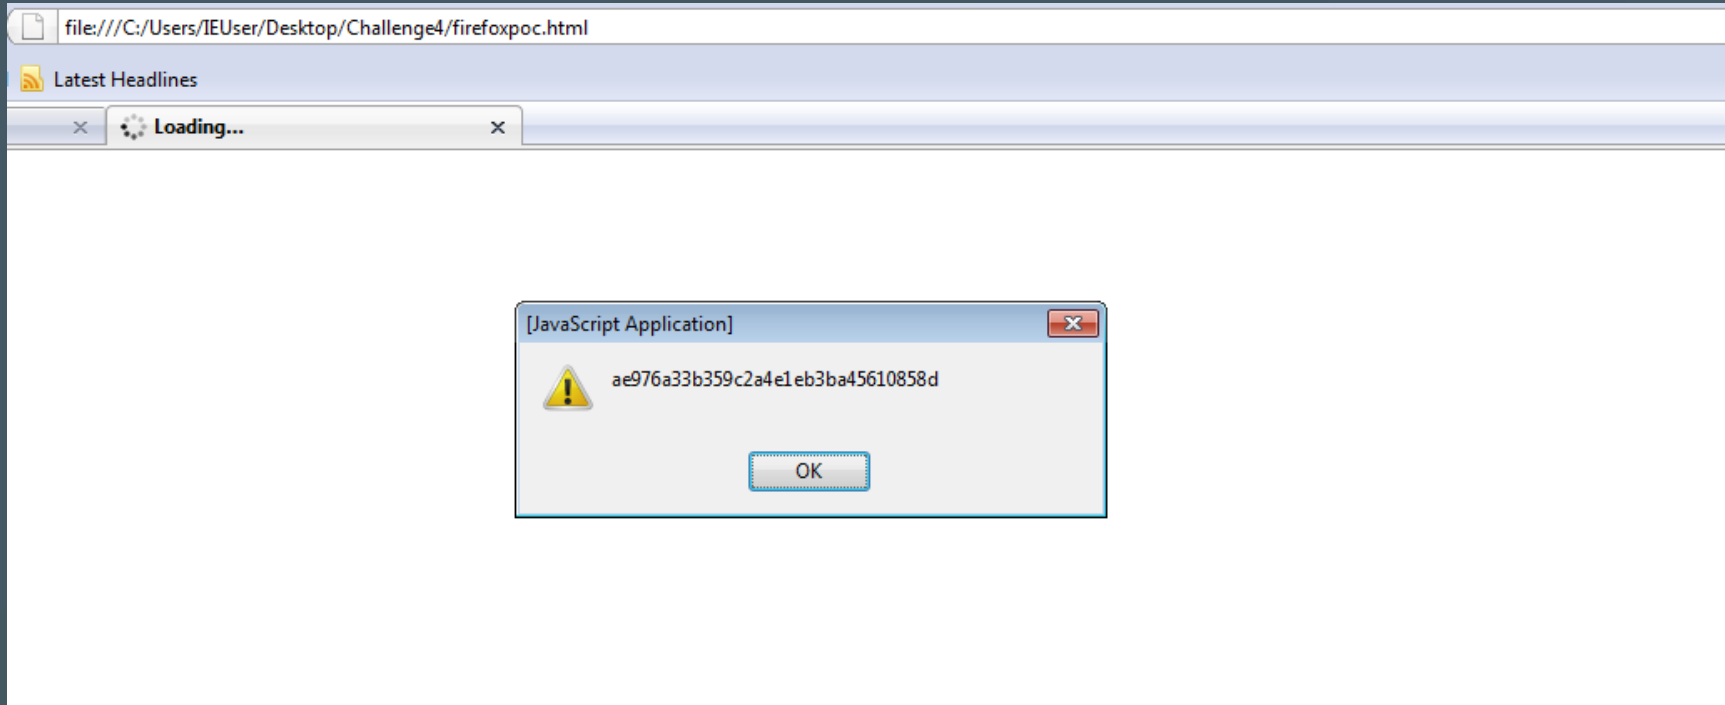 file:///C:/Users/IEUser/Desktop/Challenge4/firefoxpoc.html
Latest Headlines
Loading...
[JavaScript Application]
ae976a33b359c2a4e1eb3ba45610858d
OK